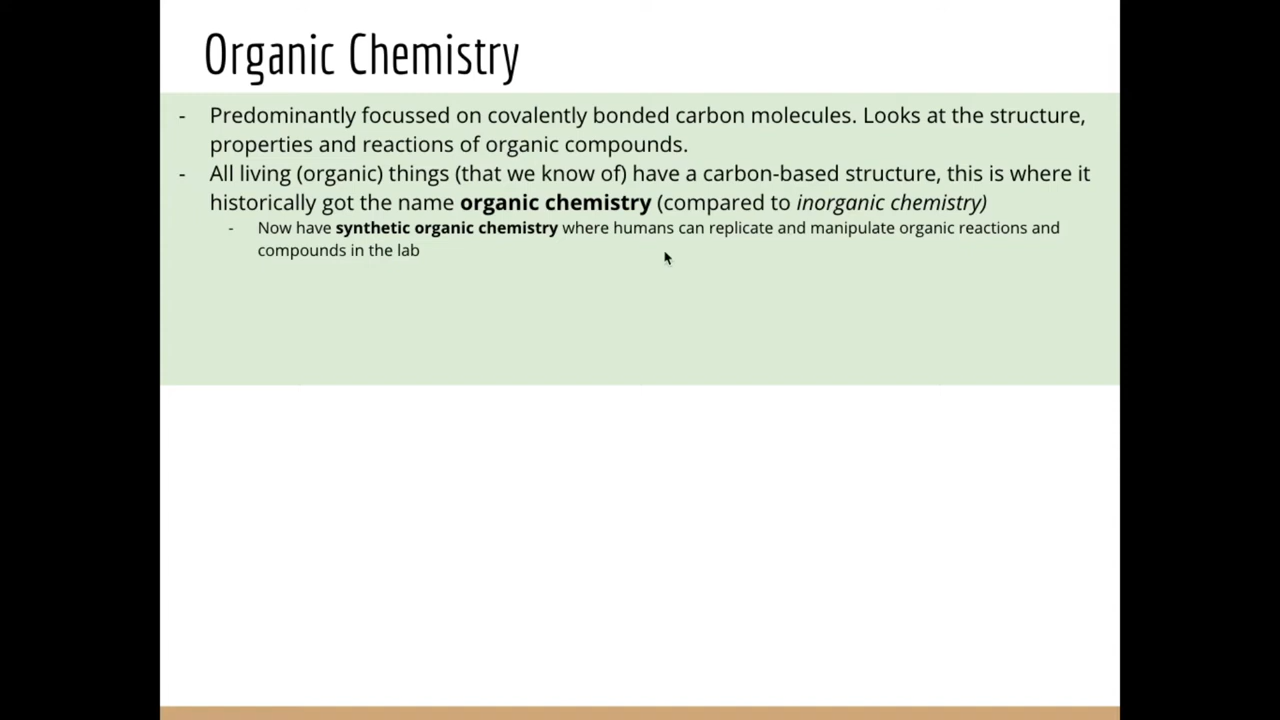 Organic Chemistry
- Predominantly focussed on covalently bonded carbon molecules. Looks at the structure,
properties and reactions of organic compounds.
- All living (organic) things (that we know of) have a carbon-based structure, this is where it
historically got the name organic chemistry (compared to inorganic chemistry)
- Now have synthetic organic chemistry where humans can replicate and manipulate organic reactions and
compounds in the lab